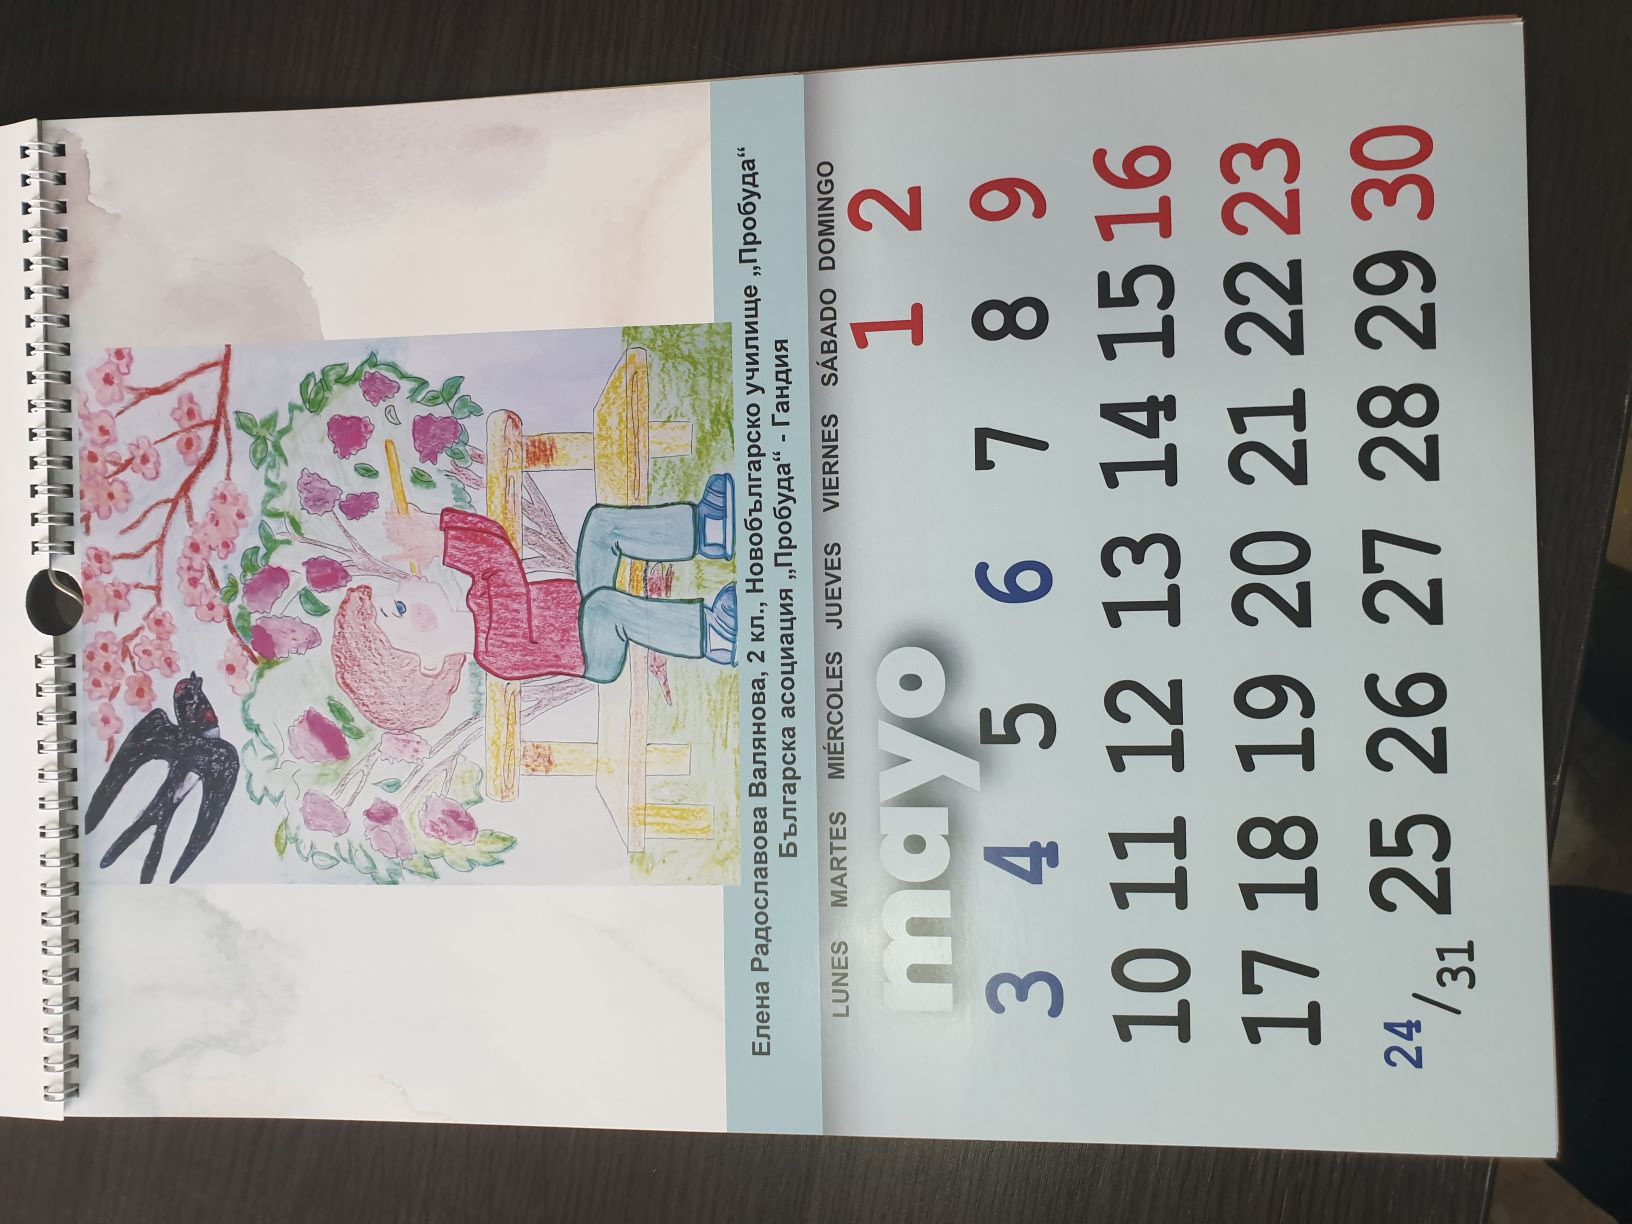 Елена Радославова Валянова, 2 кл., Новобългарско училище „Пробуда“
Българска асоциация „Пробуда“ - Гандия
LUNES MARTES MIÉRCOLES JUEVES VIERNES SÁBADO DOMINGO
mayo 1 2
3 4 5 6 7 8 9
10 11 12 13 14 15 16
17 18 19 20 21 22 23
24/31 25 26 27 28 29 30